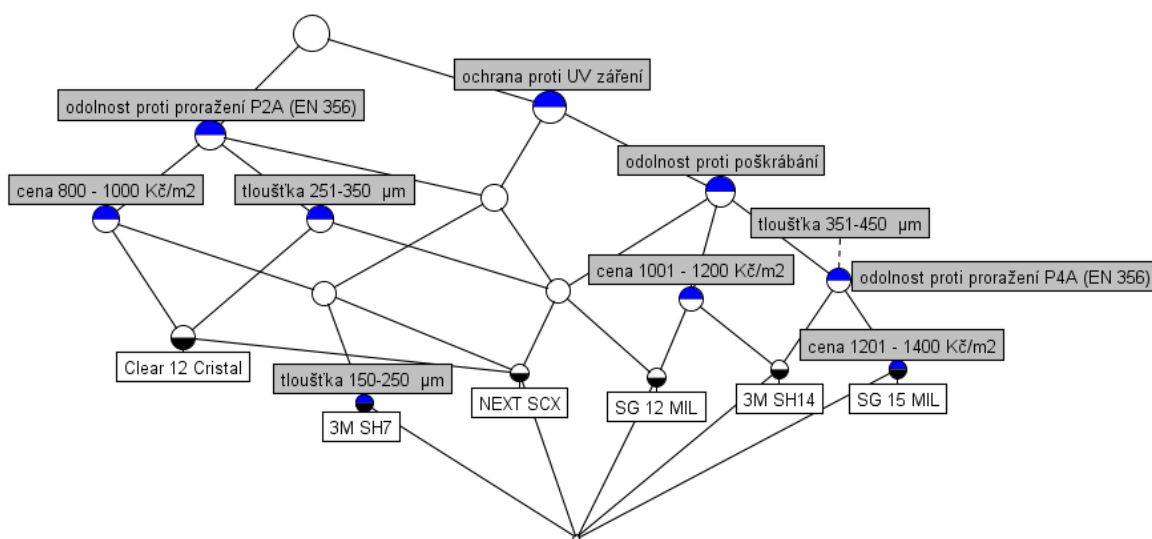 ochrana proti UV záření
odolnost proti proražení P2A (EN 356)
odolnost proti poškrábání
cena 800 - 1000 Kč/m2
tloušťka 251-350 µm
tloušťka 351-450 µm
cena 1001 - 1200 Kč/m2
odolnost proti proražení P4A (EN 356)
cena 1201 - 1400 Kč/m2
Clear 12 Cristal
tloušťka 150-250 µm
NEXT SCX
SG 12 MIL
3M SH14
SG 15 MIL
3M SH7